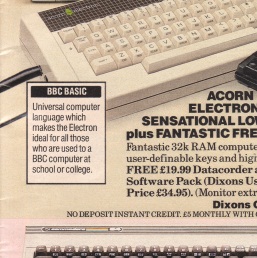 BBC BASIC
Universal computer
language which
makes the Electron
ideal for all those
who are used to a
BBC computer at
school or college.
ACORN
ELECTRON
SENSATIONAL LOW
plus FANTASTIC FRE
Fantastic 32k RAM compute
user-definable keys and high
FREE £19.99 Datacorder a
Software Pack (Dixons Us
Price £34.95). (Monitor extr
Dixons
NO DEPOSIT INSTANT CREDIT. £5 MONTHLY WITH